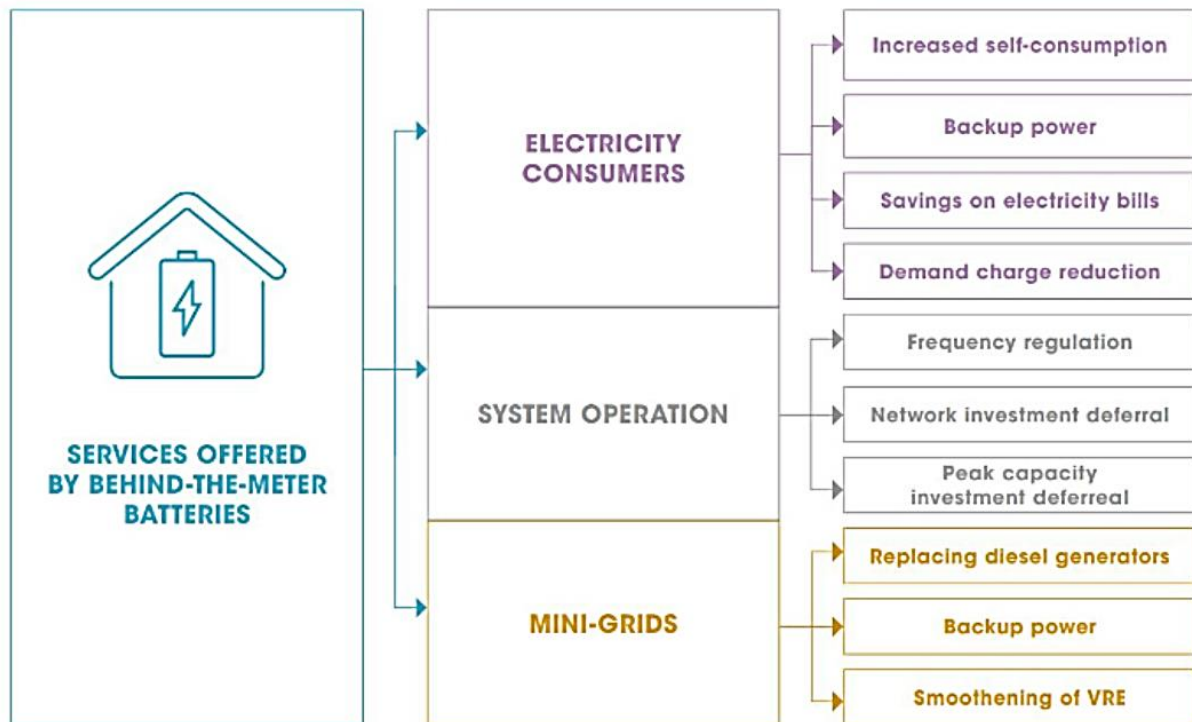 SERVICES OFFERED
BY BEHIND-THE-METER
BATTERIES
ELECTRICITY
CONSUMERS
Increased self-consumption
Backup power
Savings on electricity bills
Demand charge reduction
SYSTEM OPERATION
Frequency regulation
Network investment deferral
Peak capacity
investment deferreal
MINI-GRIDS
Replacing diesel generators
Backup power
Smoothening of VRE